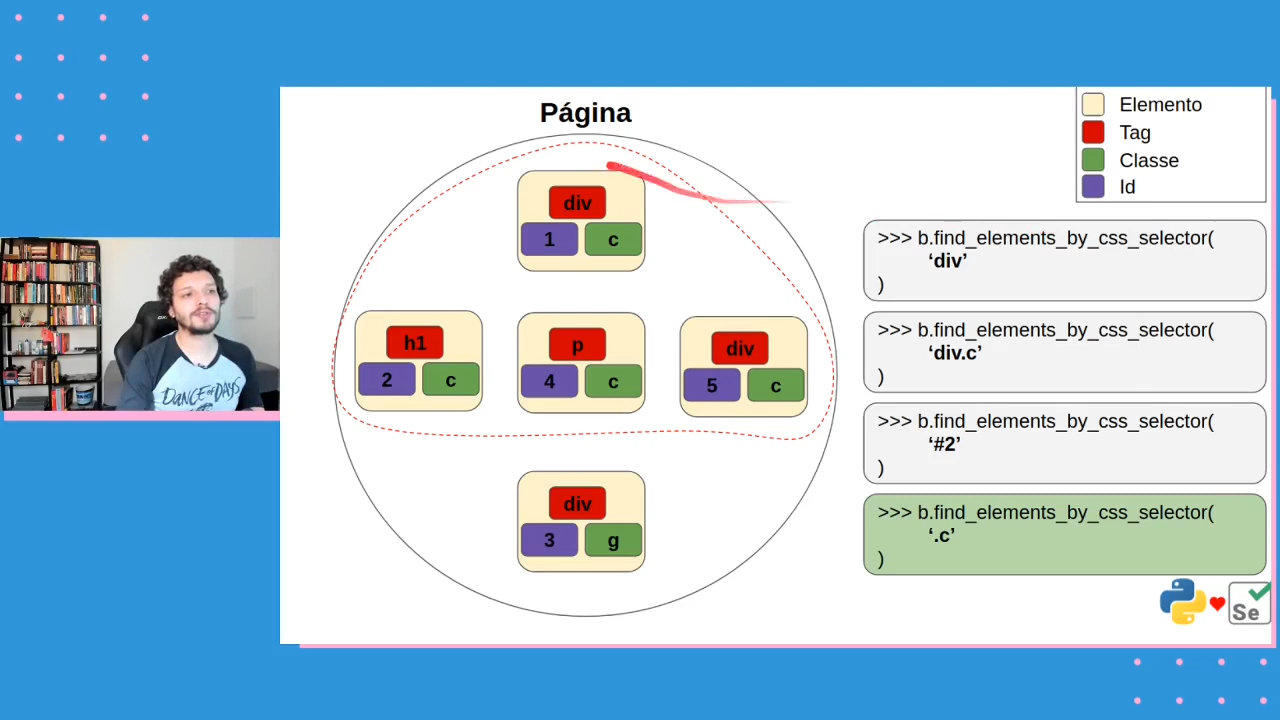 Página
Elemento
Tag
Classe
Id
div
1 c
h1
2 c
p
4 c
div
5 c
div
3 g
>>> b.find_elements_by_css_selector(
‘div’
)
>>> b.find_elements_by_css_selector(
‘div.c’
)
>>> b.find_elements_by_css_selector(
‘#2’
)
>>> b.find_elements_by_css_selector(
‘.c’
)
Se
DANCE OF DAYS